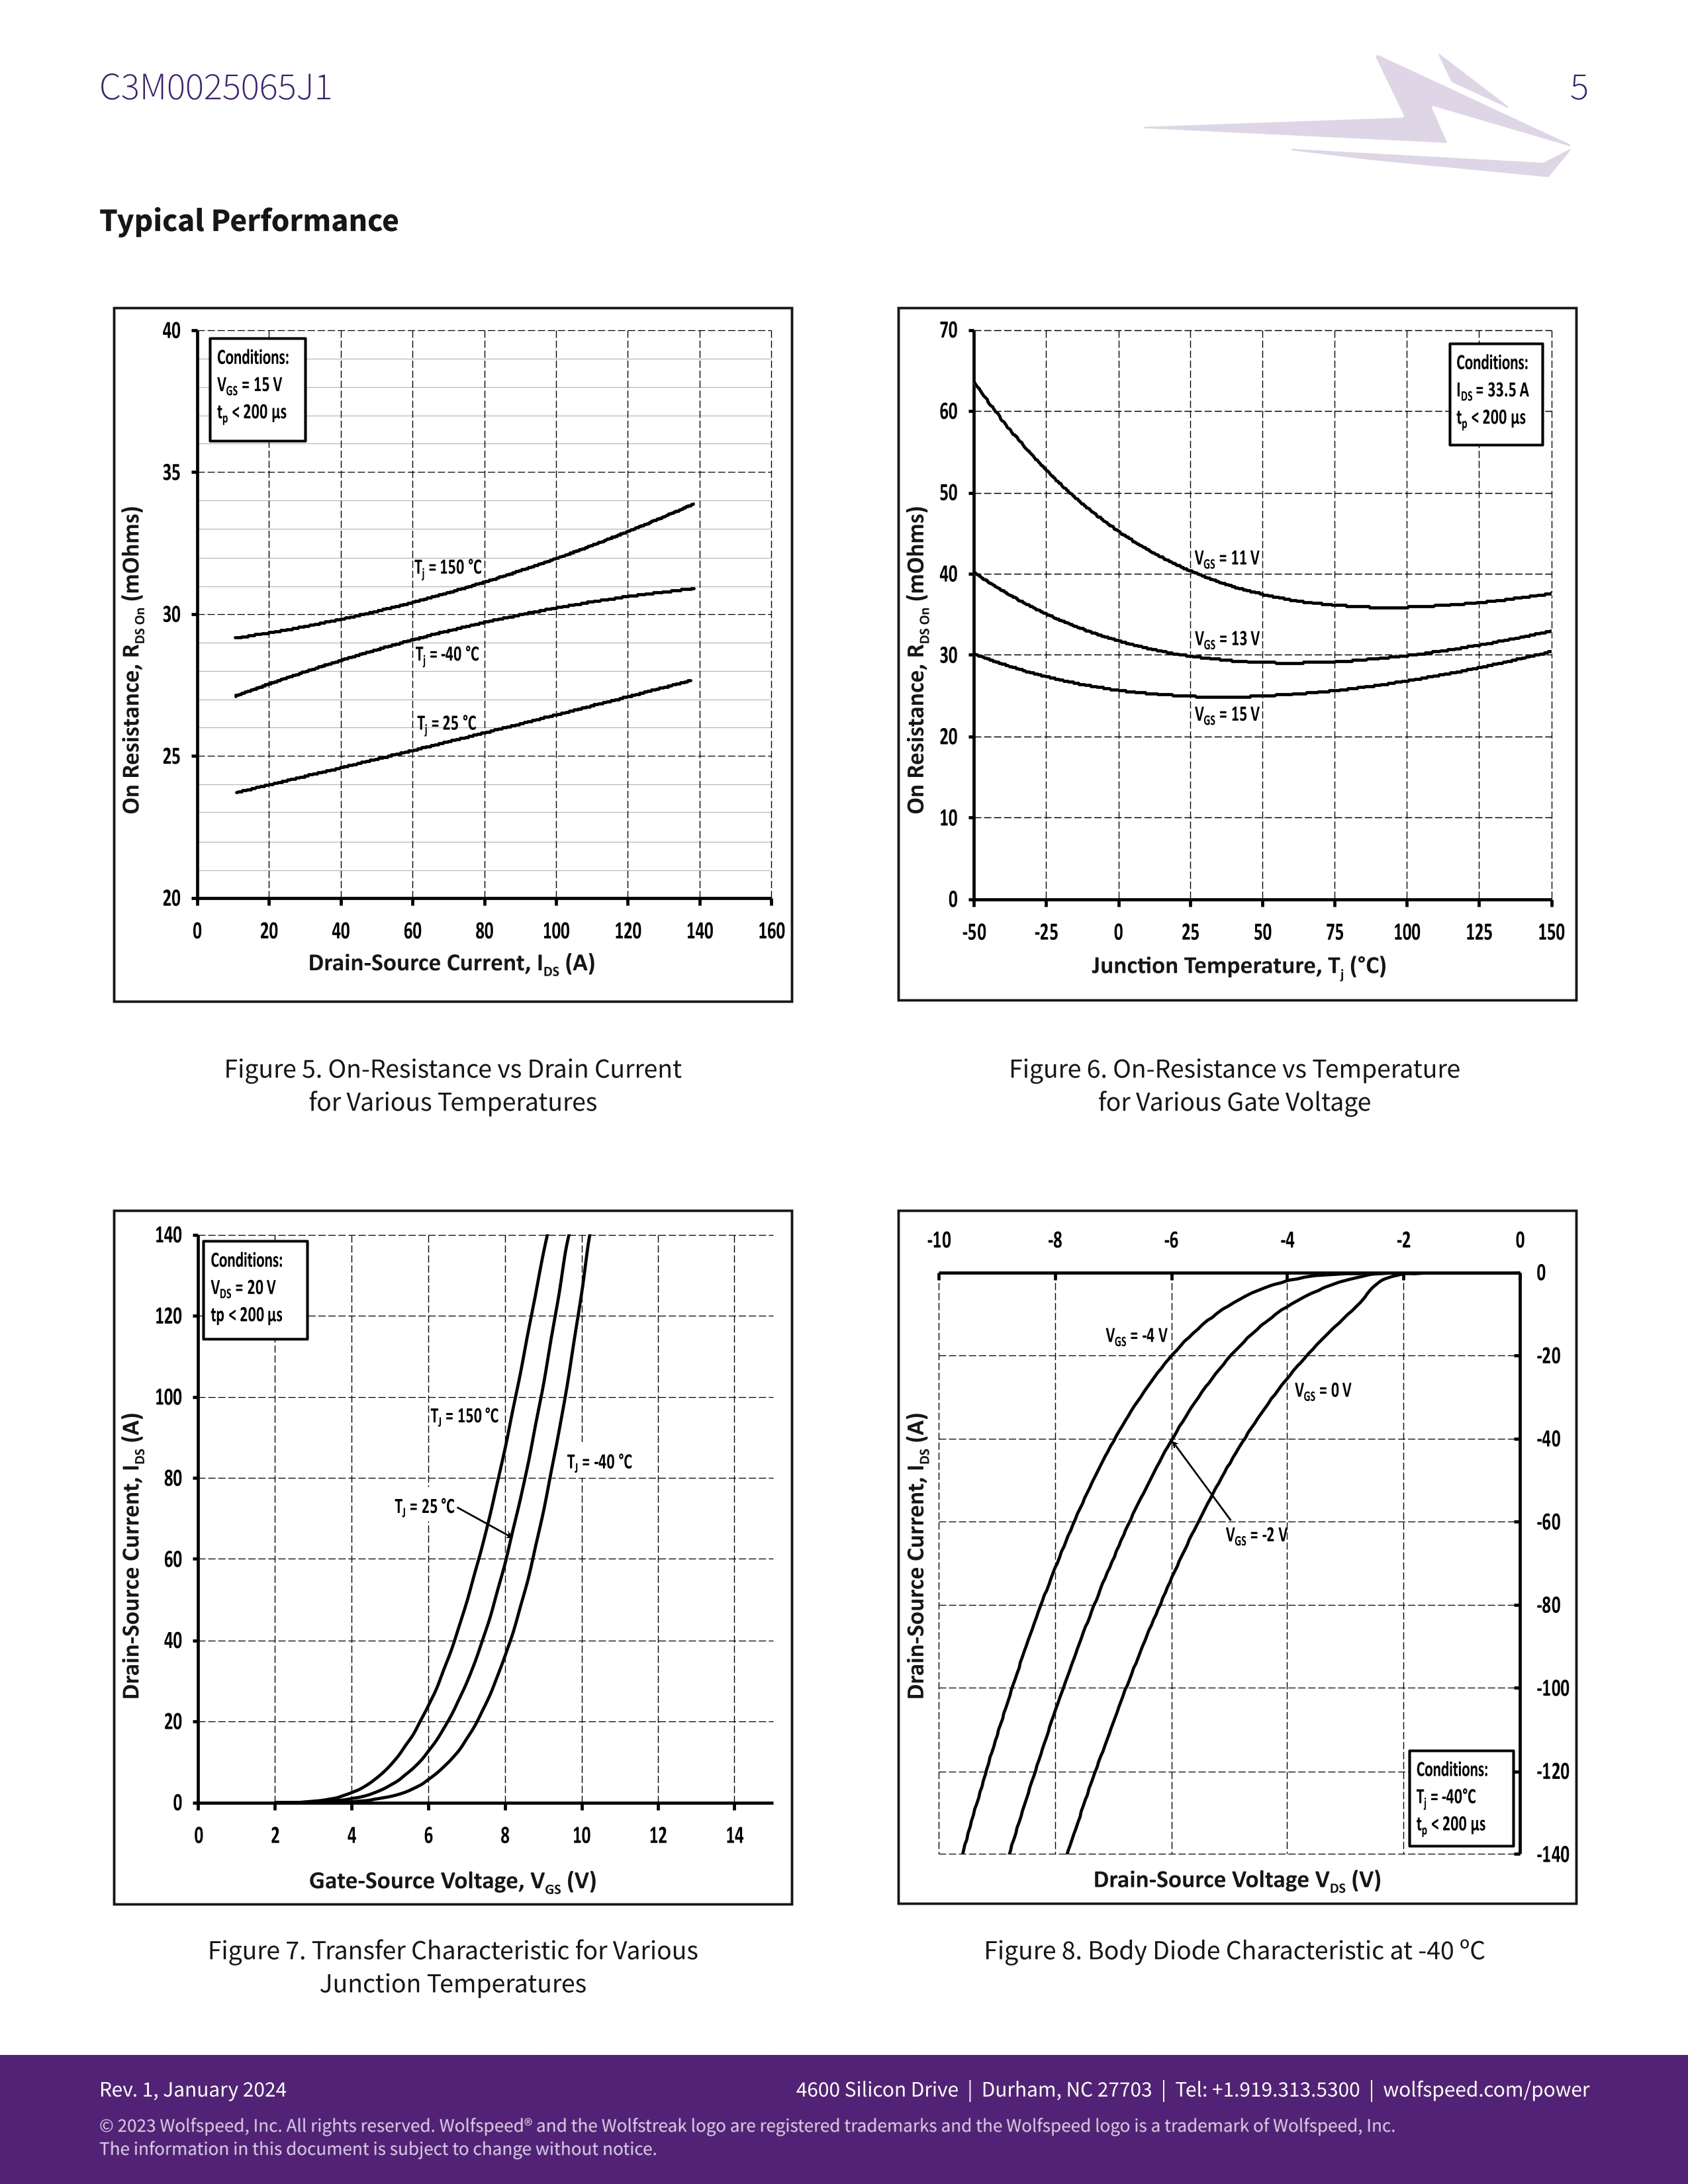 C3M0025065J1
5
Typical Performance
40
35
30
25
20
0 20 40 60 80 100 120 140 160
On Resistance, RDS On (mOhms)
Drain-Source Current, IDS (A)
Conditions:
VGS = 15 V
tp < 200 µs
Tj = 150 °C
Tj = -40 °C
Tj = 25 °C
Figure 5. On-Resistance vs Drain Current
for Various Temperatures
70
60
50
40
30
20
10
0
-50 -25 0 25 50 75 100 125 150
On Resistance, RDS On (mOhms)
Junction Temperature, Tj (°C)
Conditions:
IDS = 33.5 A
tp < 200 µs
VGS = 11 V
VGS = 13 V
VGS = 15 V
Figure 6. On-Resistance vs Temperature
for Various Gate Voltage
140
120
100
80
60
40
20
0
0 2 4 6 8 10 12 14
Drain-Source Current, IDS (A)
Gate-Source Voltage, VGS (V)
Conditions:
VDS = 20 V
tp < 200 µs
TJ = 150 °C
TJ = -40 °C
TJ = 25 °C
Figure 7. Transfer Characteristic for Various
Junction Temperatures
-10 -8 -6 -4 -2 0
0
-20
-40
-60
-80
-100
-120
-140
Drain-Source Current, IDS (A)
Drain-Source Voltage VDS (V)
VGS = -4 V
VGS = 0 V
VGS = -2 V
Conditions:
Tj = -40°C
tp < 200 µs
Figure 8. Body Diode Characteristic at -40 ºC
Rev. 1, January 2024
4600 Silicon Drive | Durham, NC 27703 | Tel: +1.919.313.5300 | wolfspeed.com/power
© 2023 Wolfspeed, Inc. All rights reserved. Wolfspeed® and the Wolfstreak logo are registered trademarks and the Wolfspeed logo is a trademark of Wolfspeed, Inc.
The information in this document is subject to change without notice.